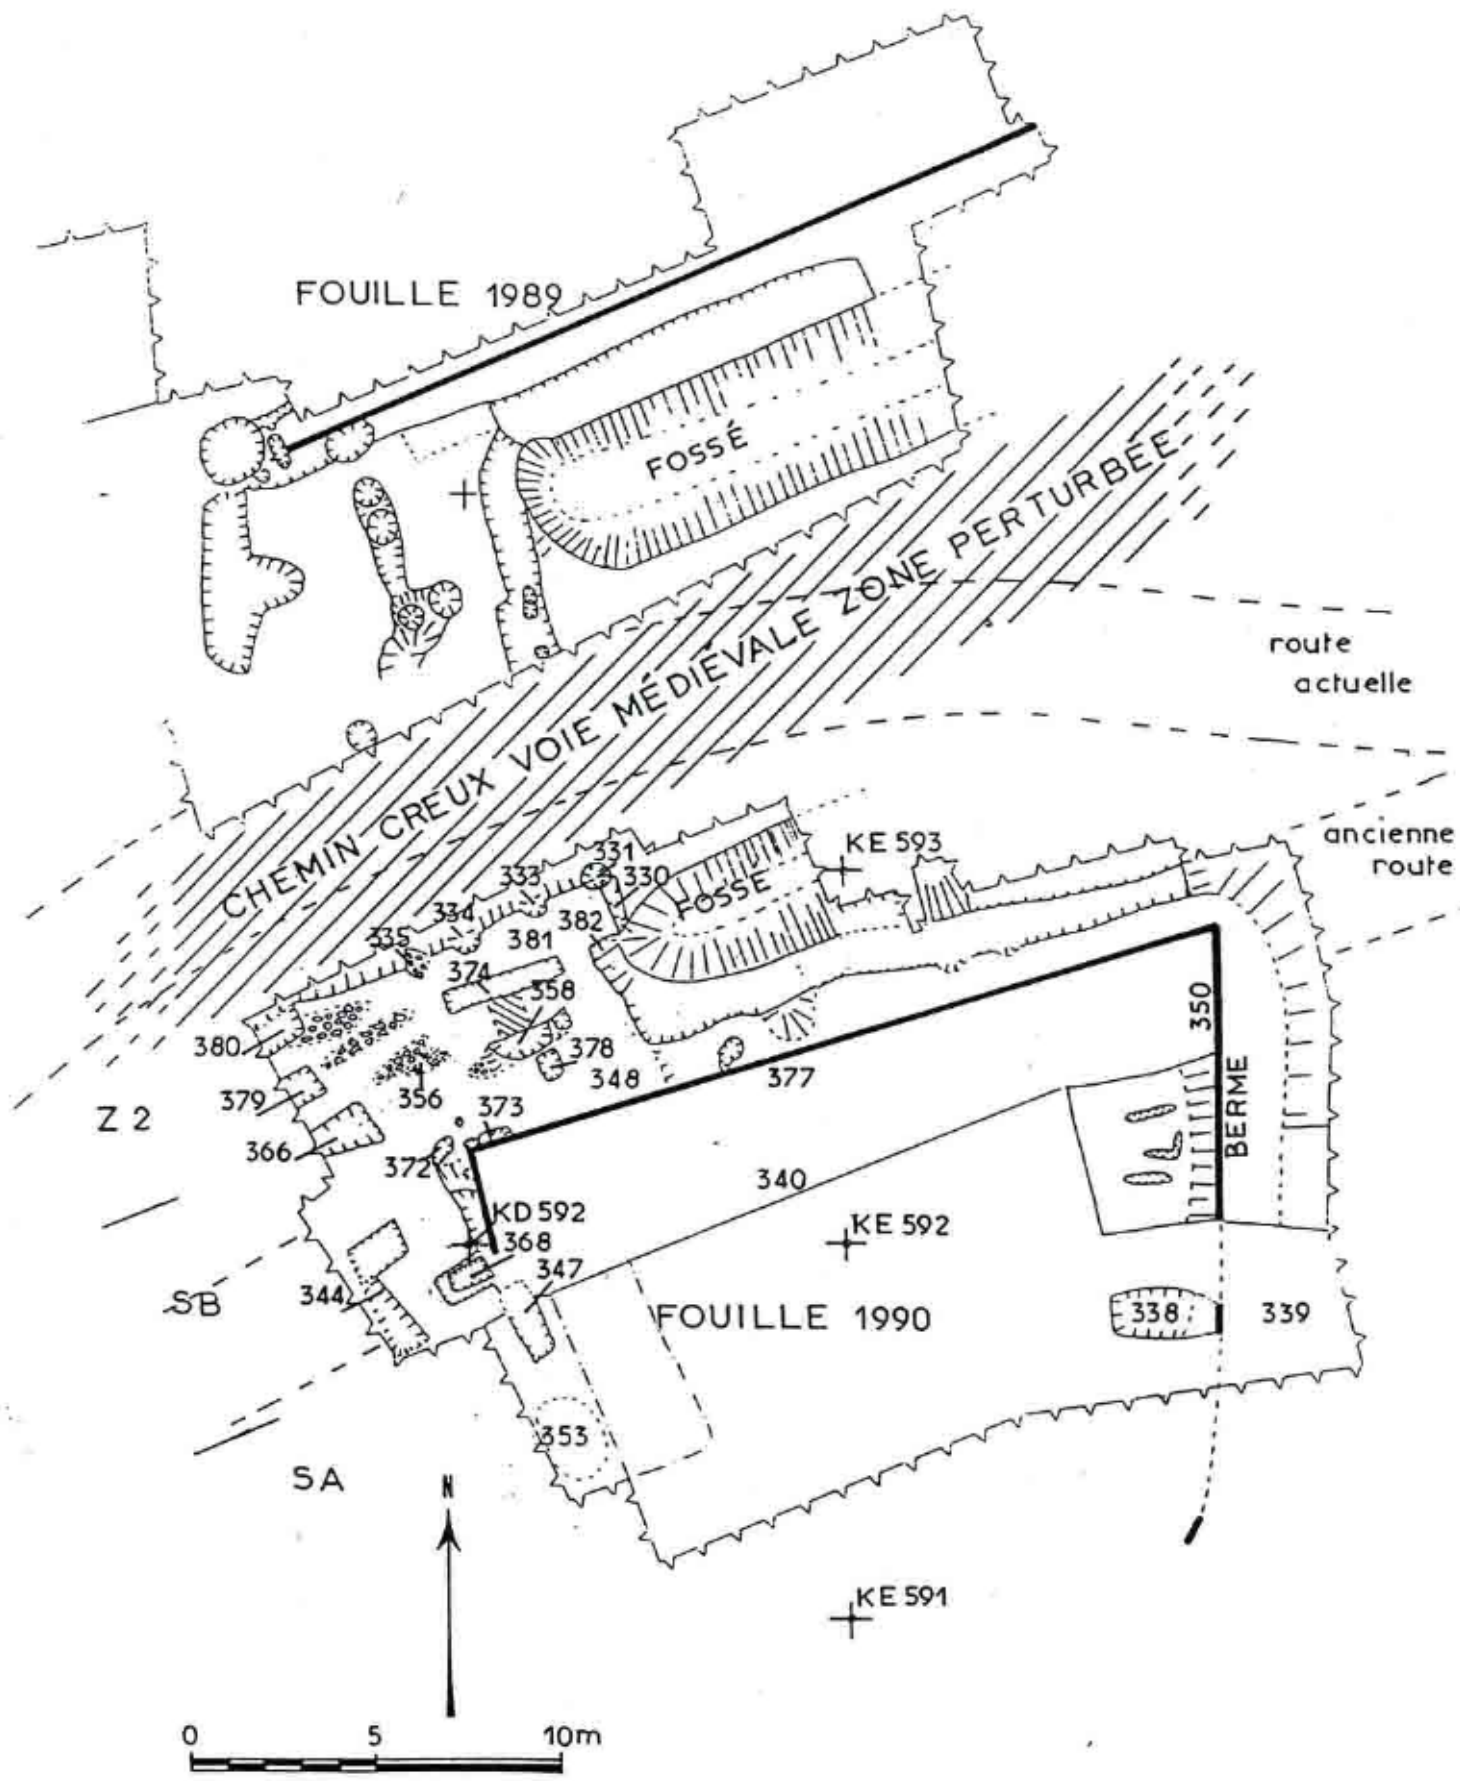 FOUILLE 1989
FOSSÉ
CHEMIN CREUX VOIE MÉDIÉVALE ZONE PERTURBÉE
route
actuelle
ancienne
route
KE 593
331
333
330
FOSSÉ
334
382
335
381
374
358
350
380
378
348
377
379
356
373
BERME
Z 2
366
372
340
KD 592
KE 592
368
347
344
SB
FOUILLE 1990
338
339
353
SA
N
KE 591
0 5 10m